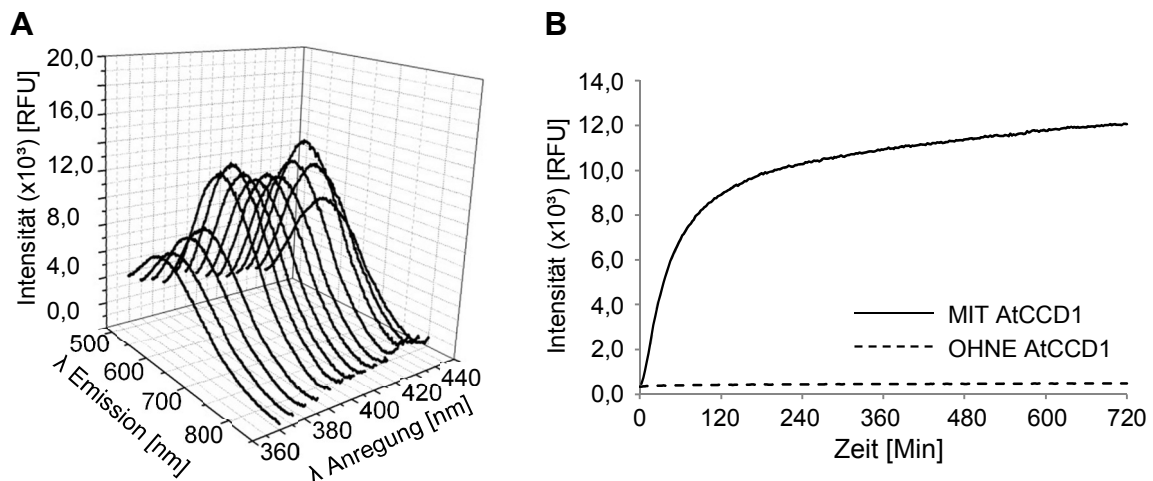 A
Intensität (x10³) [RFU]
20,0
16,0
12,0
8,0
4,0
0,0
500
600
700
800
λ Emission [nm]
360
380
400
420
440
λ Anregung [nm]
B
Intensität (x10³) [RFU]
14,0
12,0
10,0
8,0
6,0
4,0
2,0
0,0
MIT AtCCD1
OHNE AtCCD1
0 120 240 360 480 600 720
Zeit [Min]